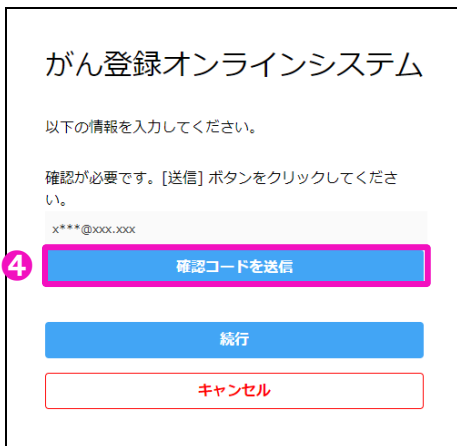 がん登録オンラインシステム
以下の情報を入力してください。
確認が必要です。[送信] ボタンをクリックしてくださ
い。
x***@xxx.xxx
❹
確認コードを送信
続行
キャンセル